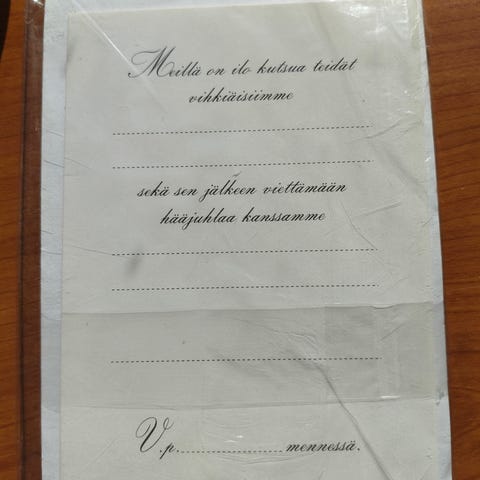 Meillä on ilo kutsua teidät
vihkiäisiimme
sekä sen jälkeen viettämään
hääjuhlaa kanssamme
V.p. mennessä.